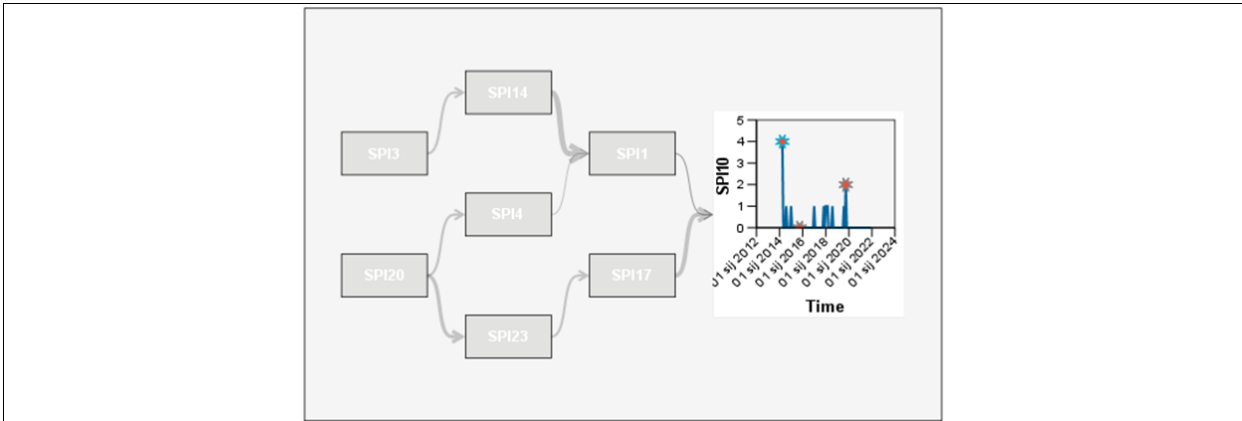 SPI14
SPI3
SPI1
SPI4
SPI20
SPI17
SPI23
SPI10
5
4
3
2
1
0
01 sij 2012
01 sij 2014
01 sij 2016
01 sij 2018
01 sij 2020
01 sij 2022
01 sij 2024
Time